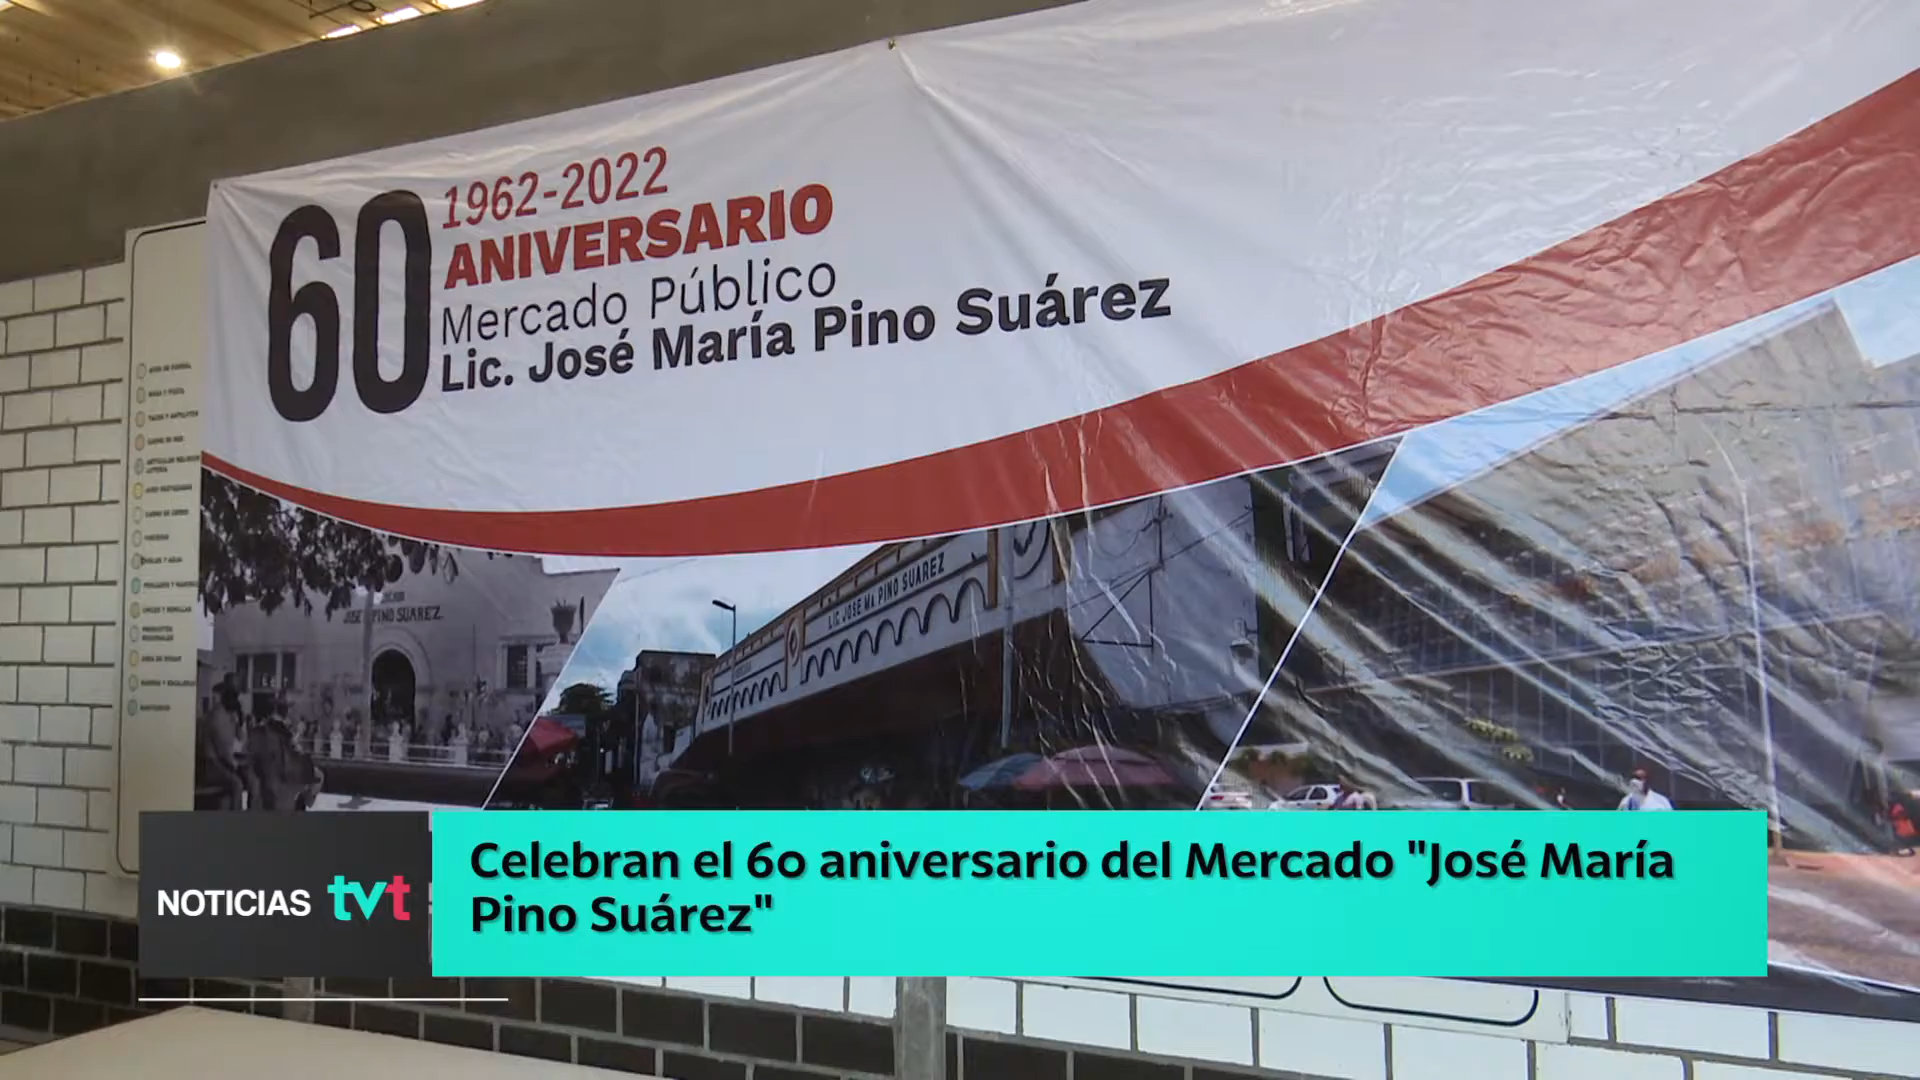 1962-2022
60 ANIVERSARIO
Mercado Público
Lic. José María Pino Suárez
JOSE PINO SUAREZ
LIC JOSE Mª PINO SUAREZ
NOTICIAS tvt
Celebran el 60 aniversario del Mercado "José María
Pino Suárez"